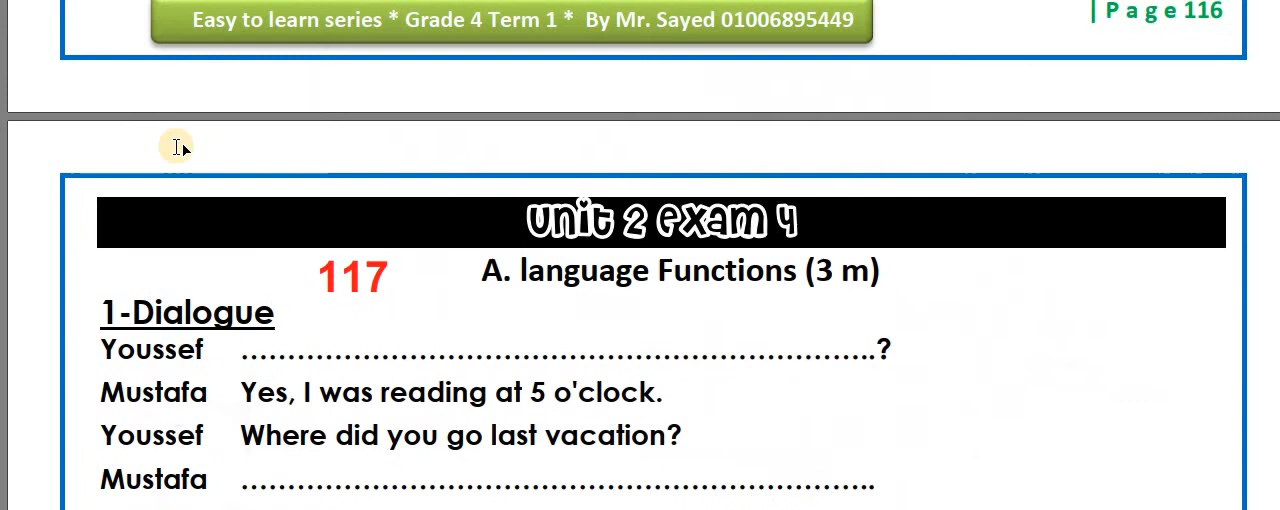 Easy to learn series * Grade 4 Term 1 * By Mr. Sayed 01006895449
| P a g e 116
Unit 2 exam 4
117
A. language Functions (3 m)
1-Dialogue
Youssef ………………………………………………………………..?
Mustafa Yes, I was reading at 5 o'clock.
Youssef Where did you go last vacation?
Mustafa ………………………………………………………………..